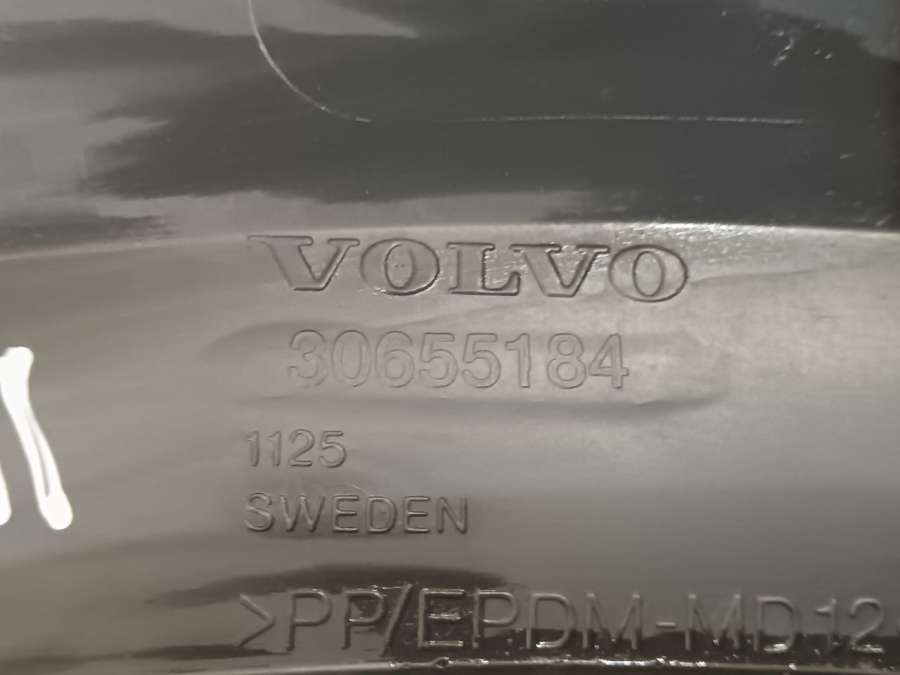 VOLVO
30655184
1125
SWEDEN
>PP/EPDM-MD12